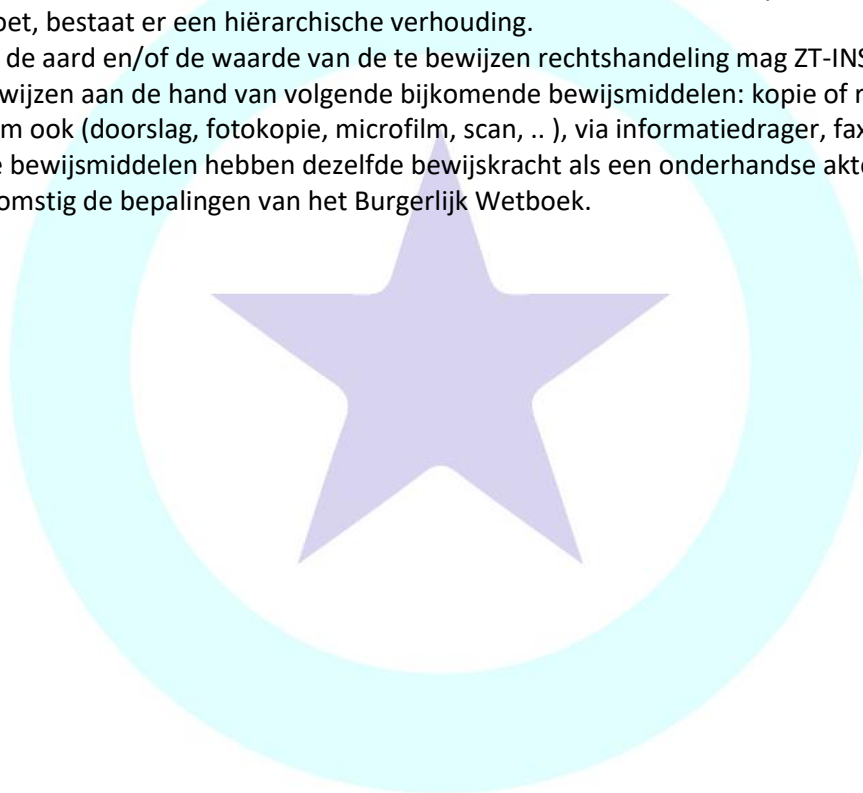 oet, bestaat er een hiërarchische verhouding.
de aard en/of de waarde van de te bewijzen rechtshandeling mag ZT-INS
wijzen aan de hand van volgende bijkomende bewijsmiddelen: kopie of
m ook (doorslag, fotokopie, microfilm, scan, .. ), via informatiedrager, fax
e bewijsmiddelen hebben dezelfde bewijskracht als een onderhandse akte
omstig de bepalingen van het Burgerlijk Wetboek.